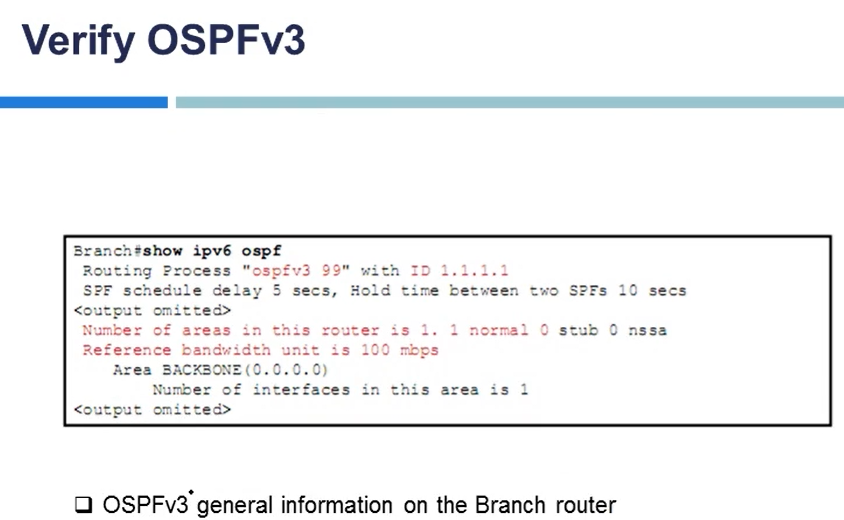 Verify OSPFv3
Branch#show ipv6 ospf
Routing Process "ospfv3 99" with ID 1.1.1.1
SPF schedule delay 5 secs, Hold time between two SPFs 10 secs
<output omitted>
Number of areas in this router is 1. 1 normal 0 stub 0 nssa
Reference bandwidth unit is 100 mbps
Area BACKBONE(0.0.0.0)
Number of interfaces in this area is 1
<output omitted>
OSPFv3 general information on the Branch router